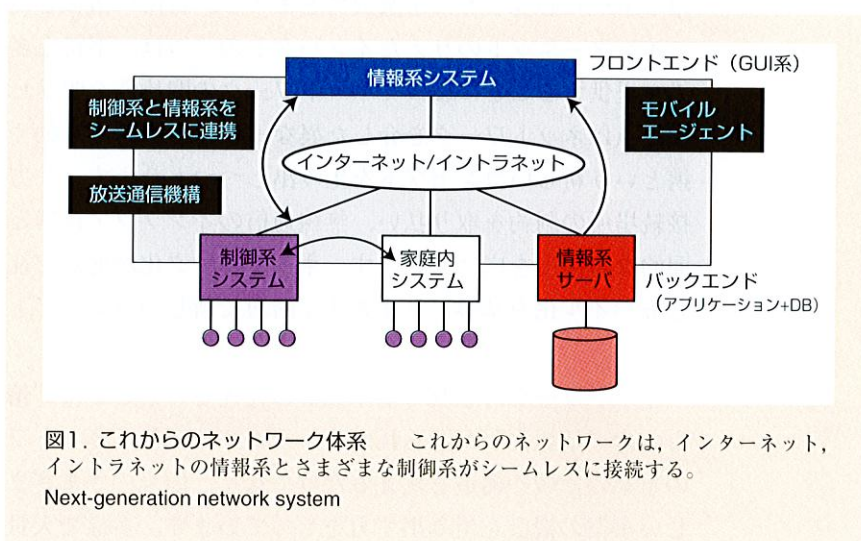 フロントエンド（GUI系）
情報系システム
制御系と情報系を
シームレスに連携
モバイル
エージェント
インターネット/イントラネット
放送通信機構
制御系
システム
家庭内
システム
情報系
サーバ
バックエンド
（アプリケーション+DB）
図1. これからのネットワーク体系　これからのネットワークは，インターネット，
イントラネットの情報系とさまざまな制御系がシームレスに接続する。
Next-generation network system